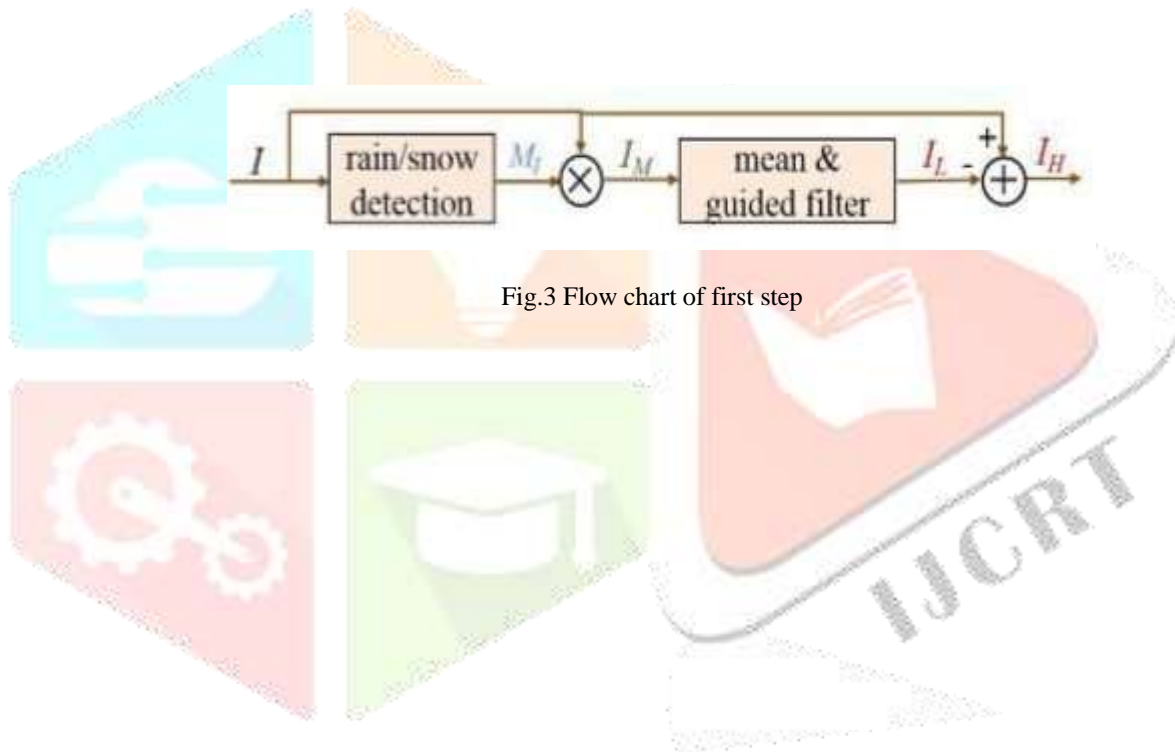 I
rain/snow
detection
M_I
×
I_M
mean &
guided filter
I_L
-
+
+
I_H
Fig.3 Flow chart of first step
IJCRT